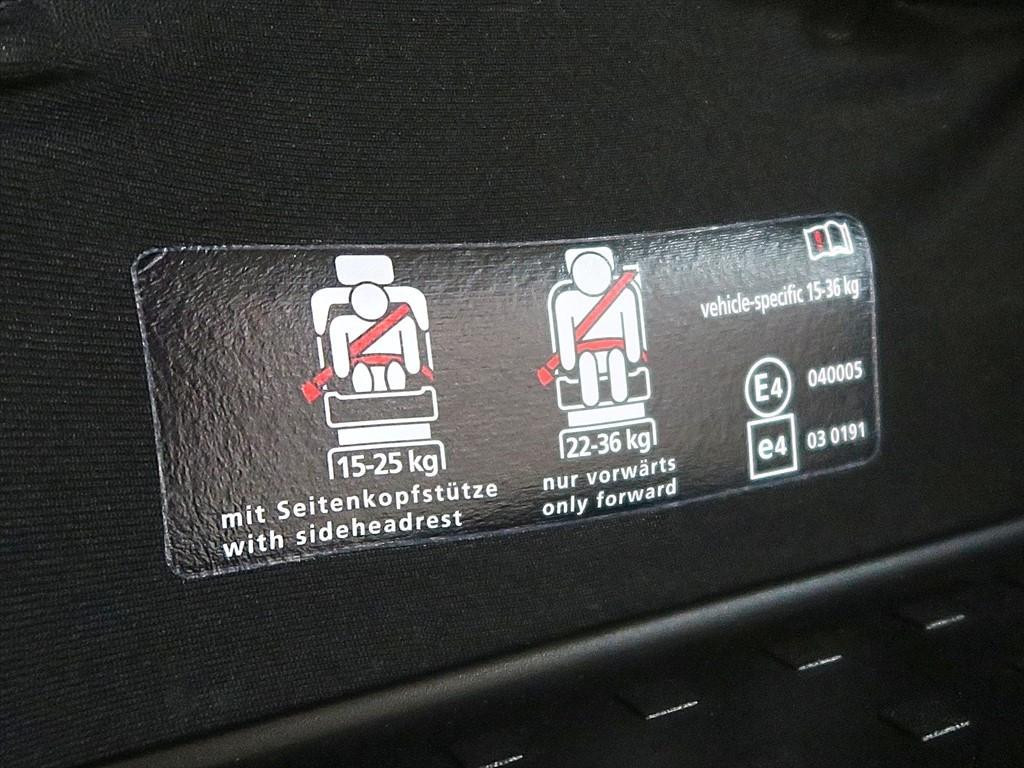 15-25 kg
mit Seitenkopfstütze
with sideheadrest
22-36 kg
nur vorwärts
only forward
vehicle-specific 15-36 kg
E4 040005
e4 03 0191